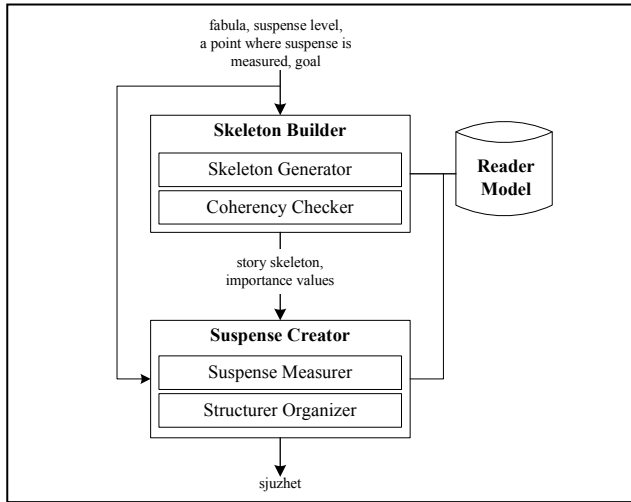 fabula, suspense level,
a point where suspense is
measured, goal
Skeleton Builder
Skeleton Generator
Coherency Checker
Reader
Model
story skeleton,
importance values
Suspense Creator
Suspense Measurer
Structurer Organizer
sjuzhet